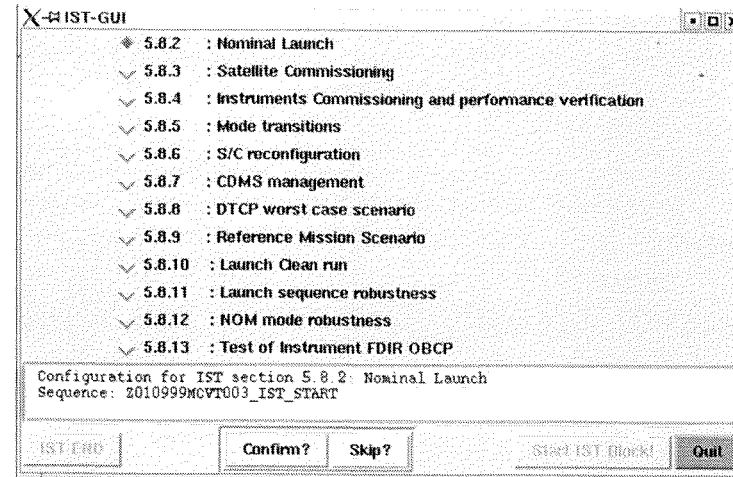 IST-GUI
5.8.2 : Nominal Launch
5.8.3 : Satellite Commissioning
5.8.4 : Instruments Commissioning and performance verification
5.8.5 : Mode transitions
5.8.6 : S/C reconfiguration
5.8.7 : CDMS management
5.8.8 : DTCP worst case scenario
5.8.9 : Reference Mission Scenario
5.8.10 : Launch Clean run
5.8.11 : Launch sequence robustness
5.8.12 : NOM mode robustness
5.8.13 : Test of Instrument FDIR OBCP
Configuration for IST section 5.8.2: Nominal Launch
Sequence: Z010999MCVT003_IST_START
IST END Confirm? Skip? Start IST Block! Quit